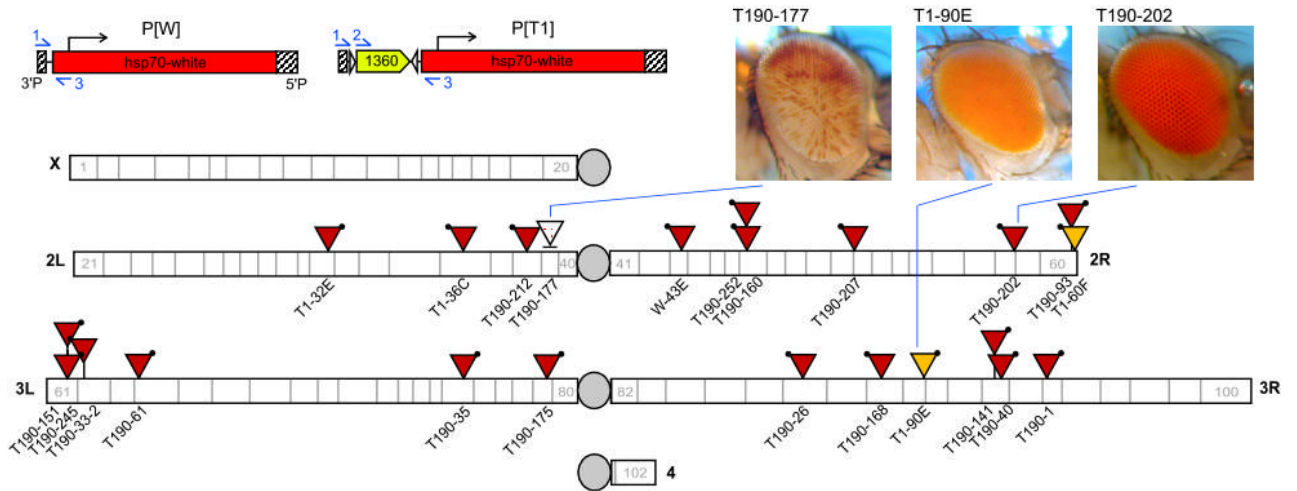 P[W]
1
hsp70-white
3'P
3
5'P
P[T1]
1 2
1360
hsp70-white
3
T190-177
T1-90E
T190-202
X
1
20
2L
21
40
41
60
2R
T1-32E
T1-36C
T190-212
T190-177
W-43E
T190-252
T190-160
T190-207
T190-202
T190-93
T1-60F
3L
61
80
82
100
3R
T190-151
T190-245
T190-33-2
T190-61
T190-35
T190-175
T190-26
T190-168
T1-90E
T190-141
T190-40
T190-1
102
4